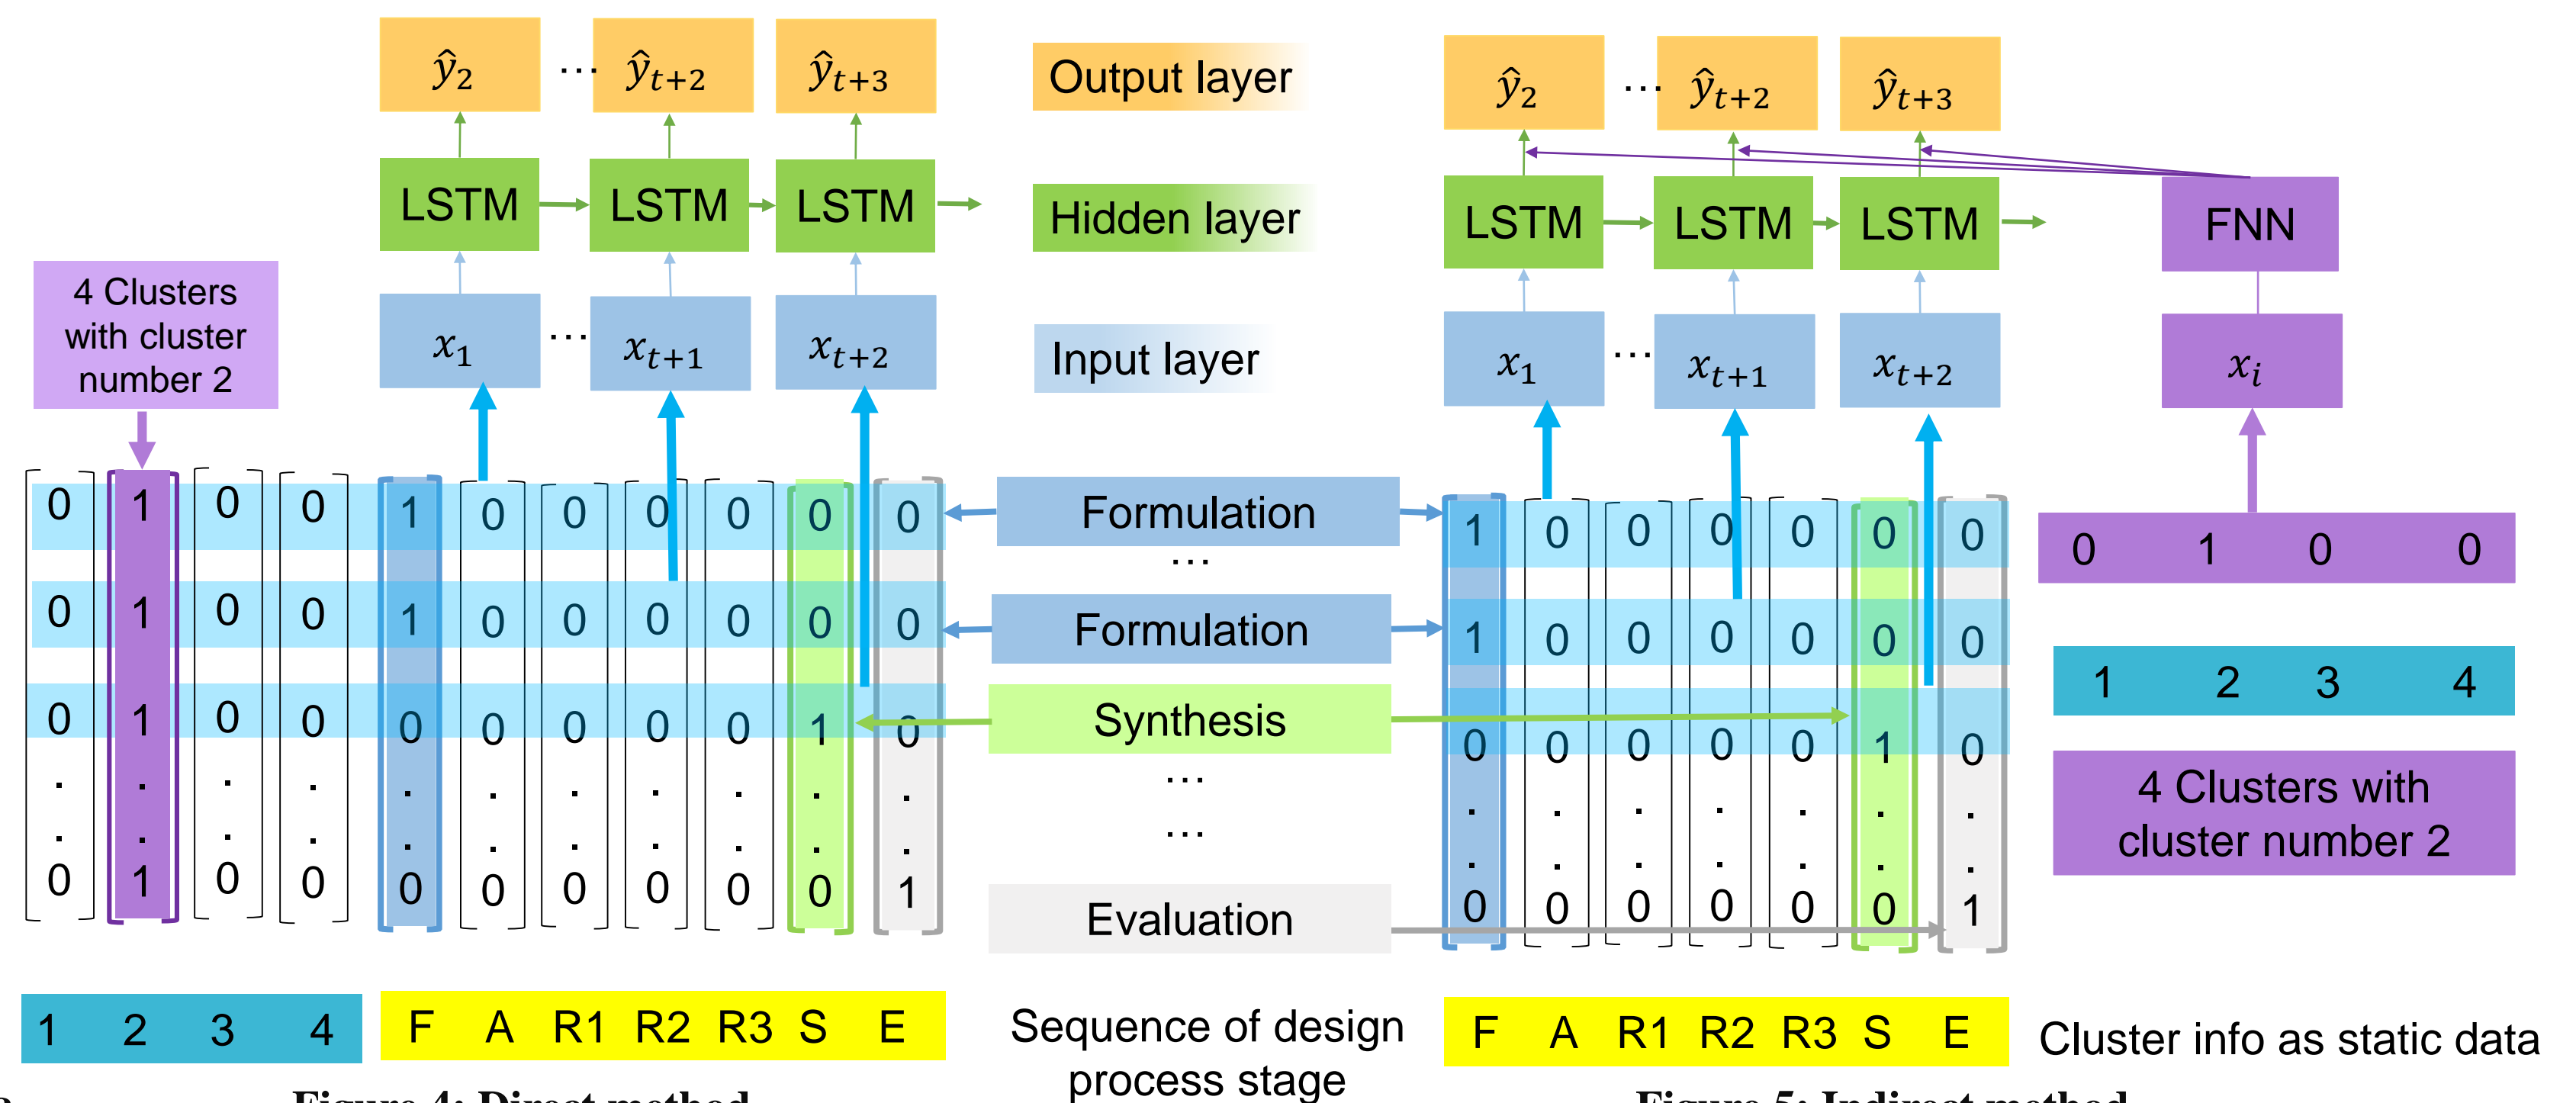 ŷ2 … ŷt+2 ŷt+3
Output layer
LSTM LSTM LSTM
Hidden layer
x1 … xt+1 xt+2
Input layer
4 Clusters
with cluster
number 2
0 1 0 0 1 0 0 0 0 0 0
0 1 0 0 1 0 0 0 0 0 0
0 1 0 0 0 0 0 0 0 1 0
. . . . . . . . . . .
. . . . . . . . . . .
0 1 0 0 0 0 0 0 0 0 1
1 2 3 4 F A R1 R2 R3 S E
Formulation
…
Formulation
Synthesis
…
…
Evaluation
Sequence of design
process stage
ŷ2 … ŷt+2 ŷt+3
LSTM LSTM LSTM FNN
x1 … xt+1 xt+2 xi
1 0 0 0 0 0 0
1 0 0 0 0 0 0
0 0 0 0 0 1 0
. . . . . . .
. . . . . . .
0 0 0 0 0 0 1
F A R1 R2 R3 S E
0 1 0 0
1 2 3 4
4 Clusters with
cluster number 2
Cluster info as static data
Figure 4: Direct method
Figure 5: Indirect method